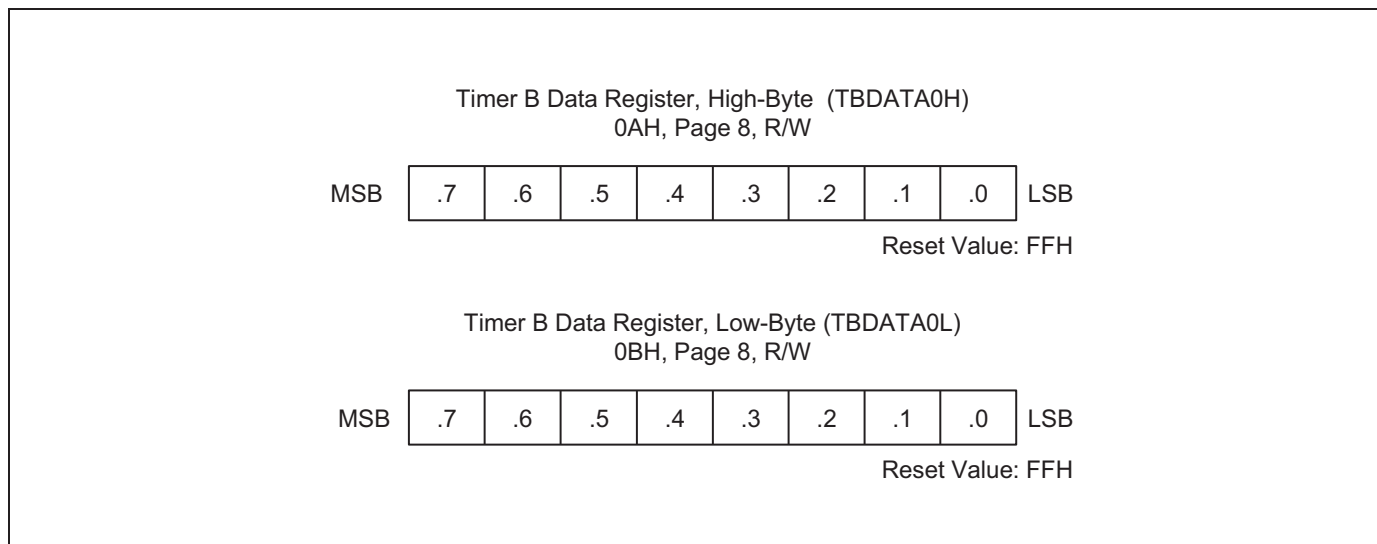 Timer B Data Register, High-Byte (TBDATA0H)
0AH, Page 8, R/W
MSB .7 .6 .5 .4 .3 .2 .1 .0 LSB
Reset Value: FFH
Timer B Data Register, Low-Byte (TBDATA0L)
0BH, Page 8, R/W
MSB .7 .6 .5 .4 .3 .2 .1 .0 LSB
Reset Value: FFH